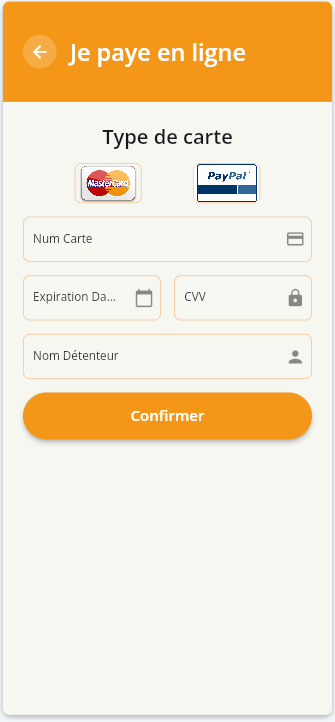 Je paye en ligne
Type de carte
MasterCard
PayPal
Num Carte
Expiration Da...
CVV
Nom Détenteur
Confirmer